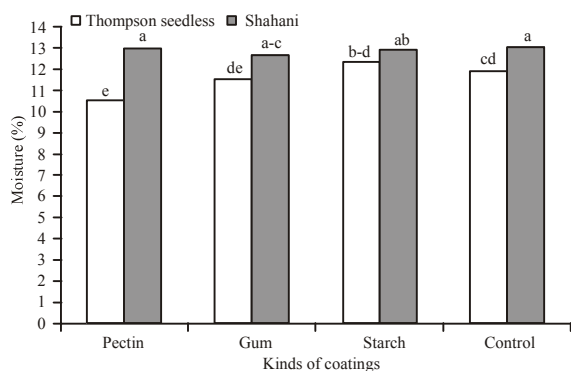 Thompson seedless Shahani
14
13
12
11
10
9
8
7
6
5
4
3
2
1
0
Moisture (%)
e a
de a-c
b-d ab
cd a
Pectin Gum Starch Control
Kinds of coatings